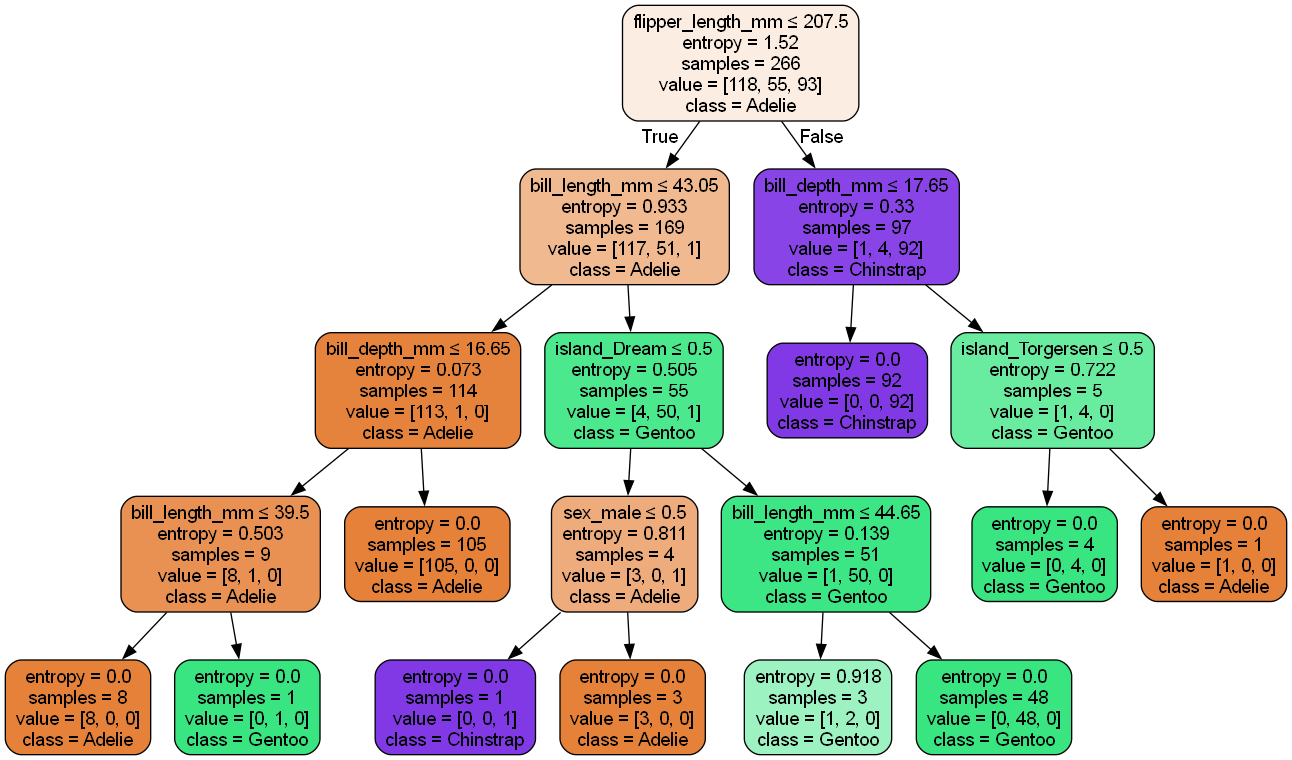 flipper_length_mm ≤ 207.5
entropy = 1.52
samples = 266
value = [118, 55, 93]
class = Adelie
True
False
bill_length_mm ≤ 43.05
entropy = 0.933
samples = 169
value = [117, 51, 1]
class = Adelie
bill_depth_mm ≤ 17.65
entropy = 0.33
samples = 97
value = [1, 4, 92]
class = Chinstrap
bill_depth_mm ≤ 16.65
entropy = 0.073
samples = 114
value = [113, 1, 0]
class = Adelie
island_Dream ≤ 0.5
entropy = 0.505
samples = 55
value = [4, 50, 1]
class = Gentoo
entropy = 0.0
samples = 92
value = [0, 0, 92]
class = Chinstrap
island_Torgersen ≤ 0.5
entropy = 0.722
samples = 5
value = [1, 4, 0]
class = Gentoo
bill_length_mm ≤ 39.5
entropy = 0.503
samples = 9
value = [8, 1, 0]
class = Adelie
entropy = 0.0
samples = 105
value = [105, 0, 0]
class = Adelie
sex_male ≤ 0.5
entropy = 0.811
samples = 4
value = [3, 0, 1]
class = Adelie
bill_length_mm ≤ 44.65
entropy = 0.139
samples = 51
value = [1, 50, 0]
class = Gentoo
entropy = 0.0
samples = 4
value = [0, 4, 0]
class = Gentoo
entropy = 0.0
samples = 1
value = [1, 0, 0]
class = Adelie
entropy = 0.0
samples = 8
value = [8, 0, 0]
class = Adelie
entropy = 0.0
samples = 1
value = [0, 1, 0]
class = Gentoo
entropy = 0.0
samples = 1
value = [0, 0, 1]
class = Chinstrap
entropy = 0.0
samples = 3
value = [3, 0, 0]
class = Adelie
entropy = 0.918
samples = 3
value = [1, 2, 0]
class = Gentoo
entropy = 0.0
samples = 48
value = [0, 48, 0]
class = Gentoo